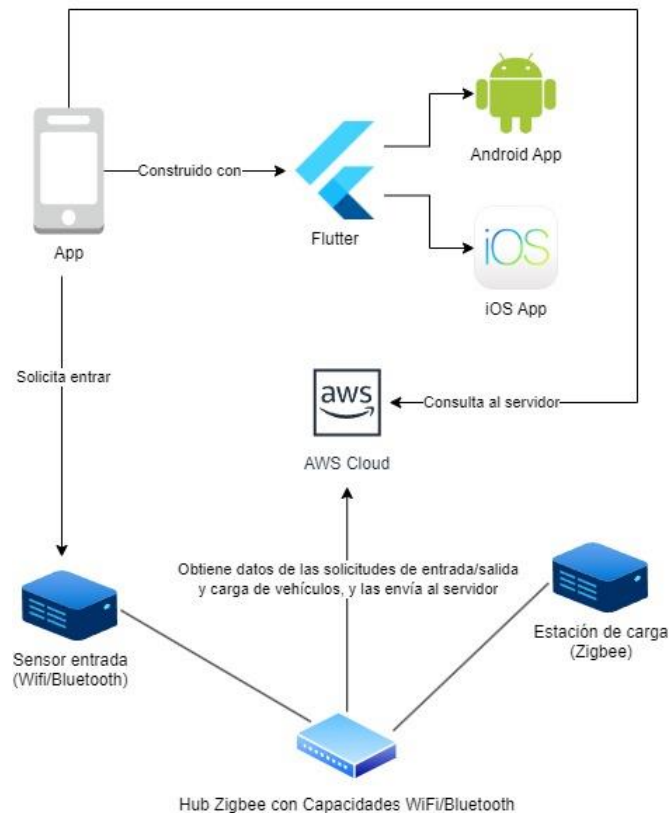 Android App
Construido con
Flutter
App
iOS
iOS App
Solicita entrar
aws
Consulta al servidor
AWS Cloud
Obtiene datos de las solicitudes de entrada/salida
y carga de vehículos, y las envía al servidor
Estación de carga
(Zigbee)
Sensor entrada
(Wifi/Bluetooth)
Hub Zigbee con Capacidades WiFi/Bluetooth